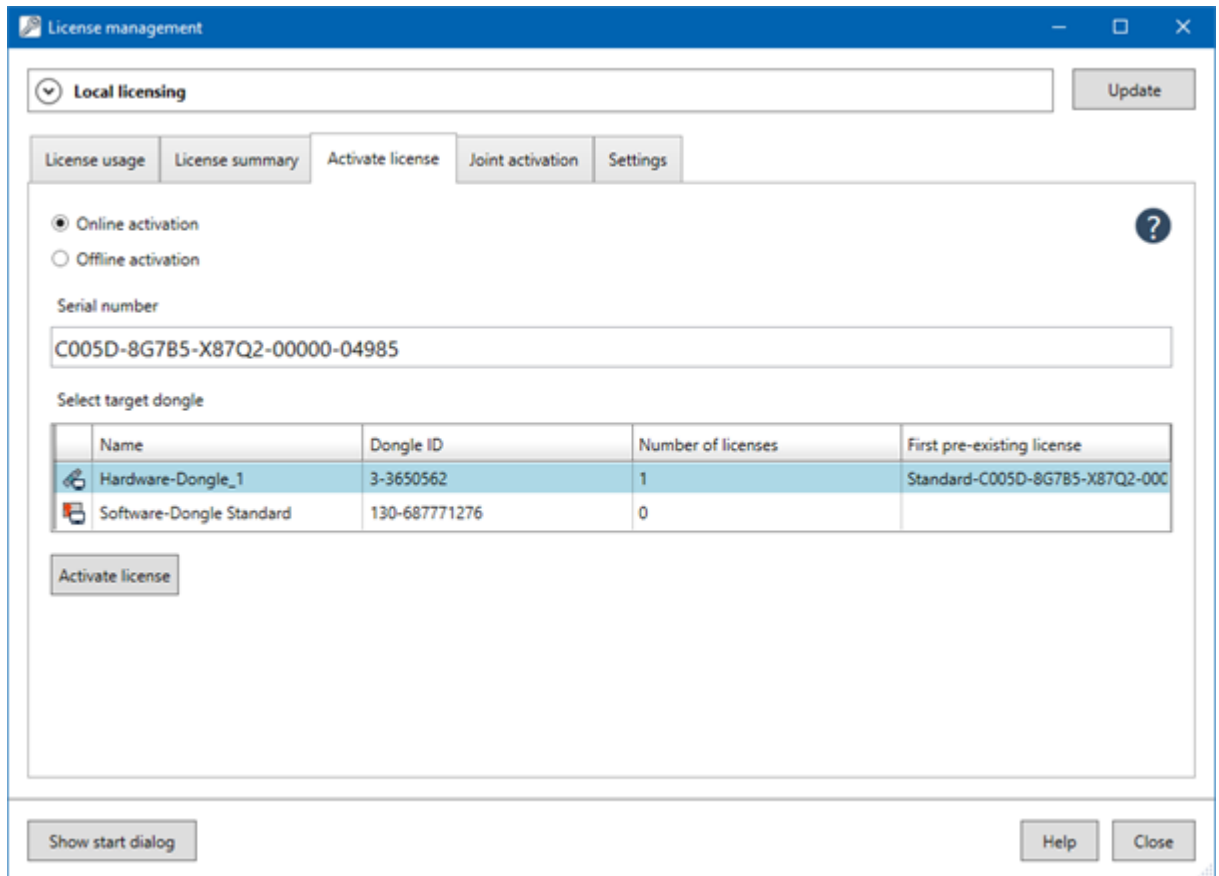 License management
Local licensing
Update
License usage License summary Activate license Joint activation Settings
Online activation
?
Offline activation
Serial number
C005D-8G7B5-X87Q2-00000-04985
Select target dongle
Name Dongle ID Number of licenses First pre-existing license
Hardware-Dongle_1 3-3650562 1 Standard-C005D-8G7B5-X87Q2-000
Software-Dongle Standard 130-687771276 0
Activate license
Show start dialog Help Close